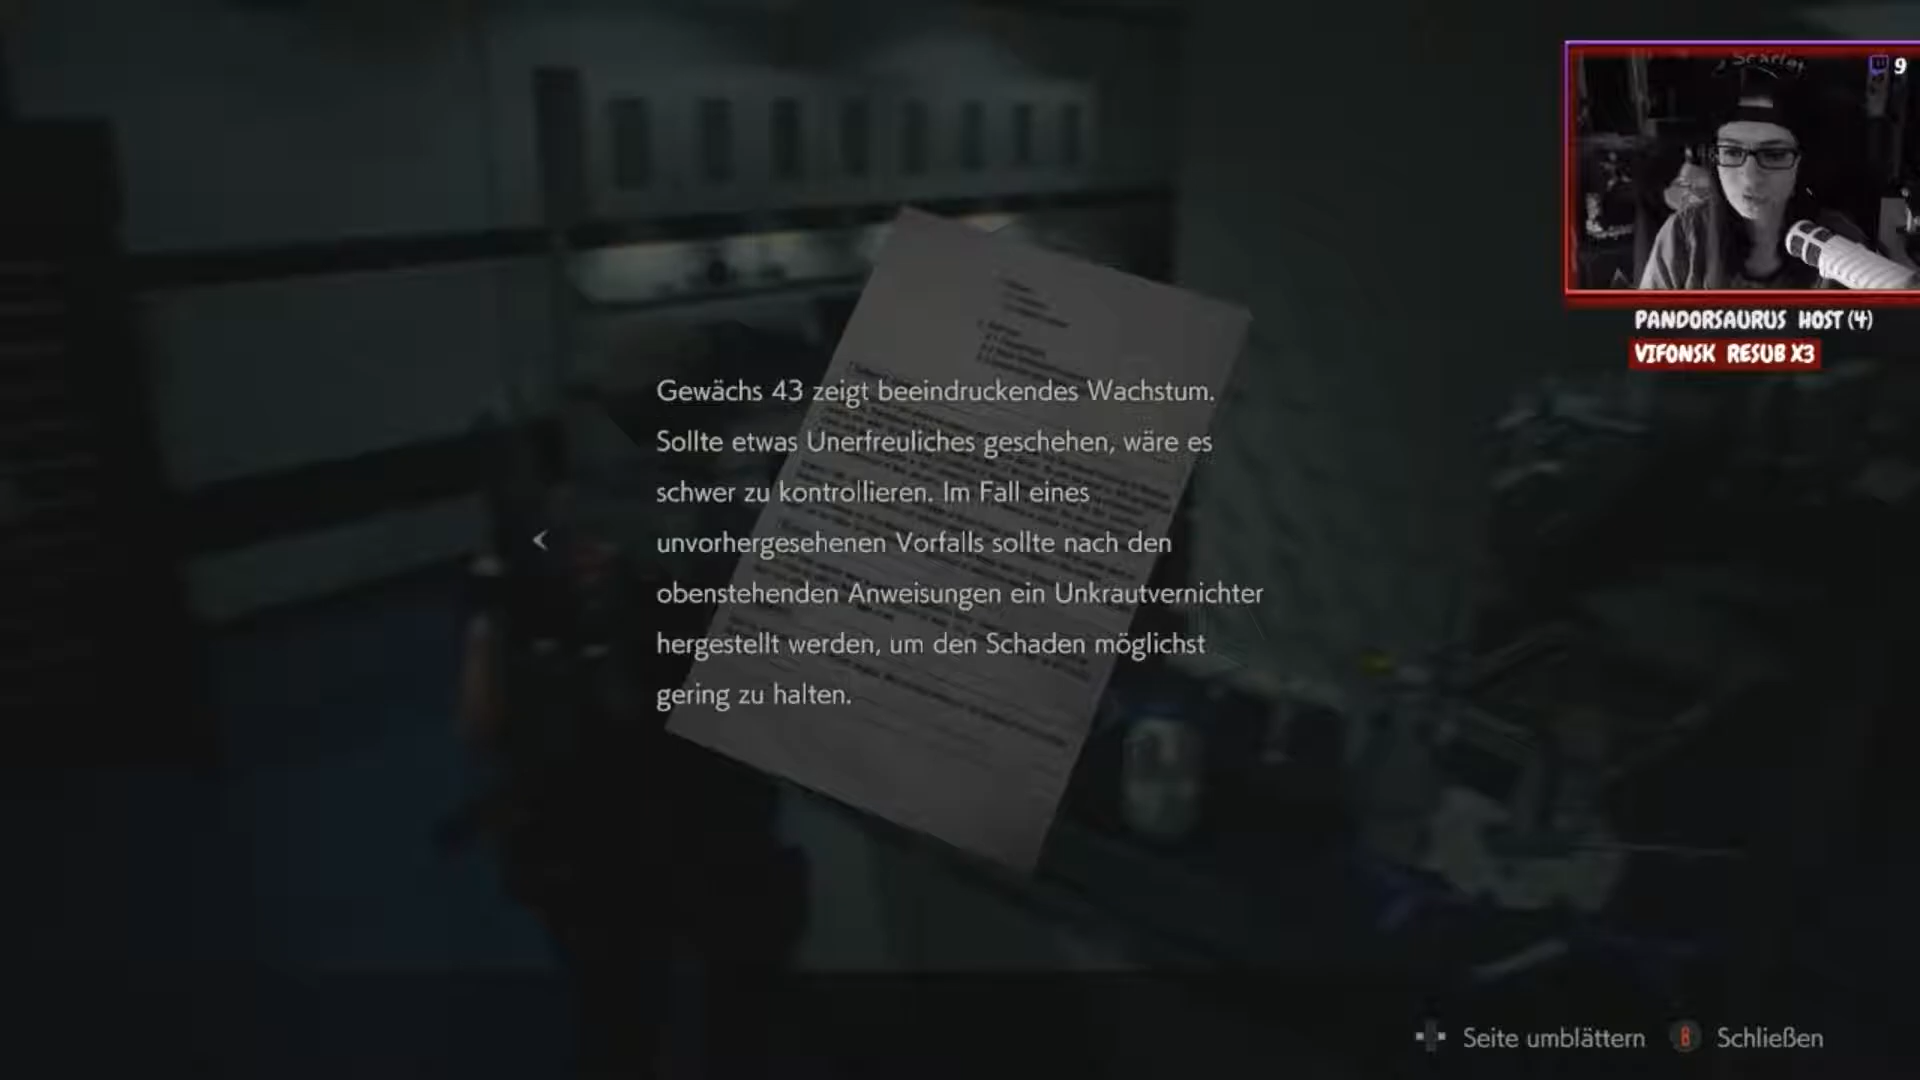 9
PANDORSAURUS HOST (4)
VIFONSK RESUB X3
Gewächs 43 zeigt beeindruckendes Wachstum.
Sollte etwas Unerfreuliches geschehen, wäre es
schwer zu kontrollieren. Im Fall eines
unvorhergesehenen Vorfalls sollte nach den
obenstehenden Anweisungen ein Unkrautvernichter
hergestellt werden, um den Schaden möglichst
gering zu halten.
Seite umblättern B Schließen